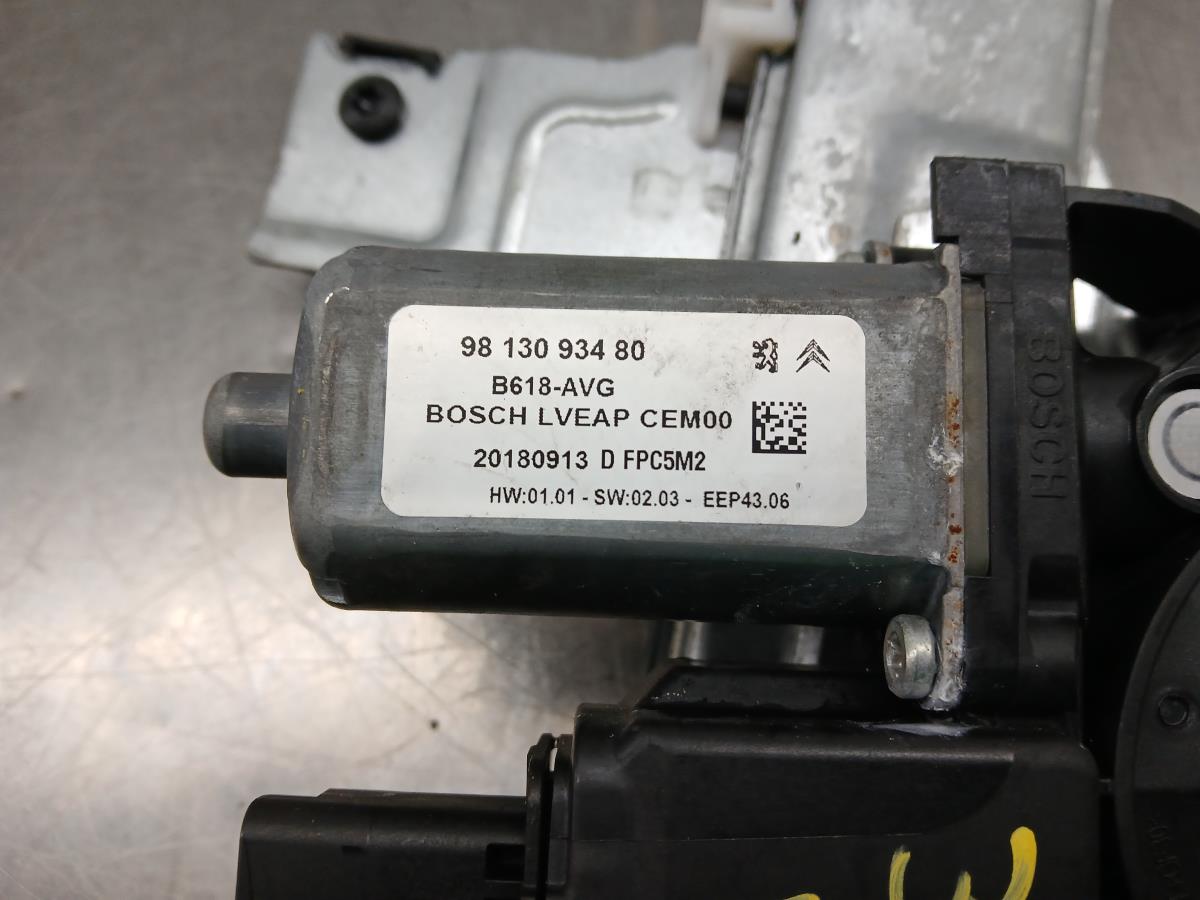 98 130 934 80
B618-AVG
BOSCH LVEAP CEM00
20180913 D FPC5M2
HW:01.01 - SW:02.03 - EEP43.06
BOSCH